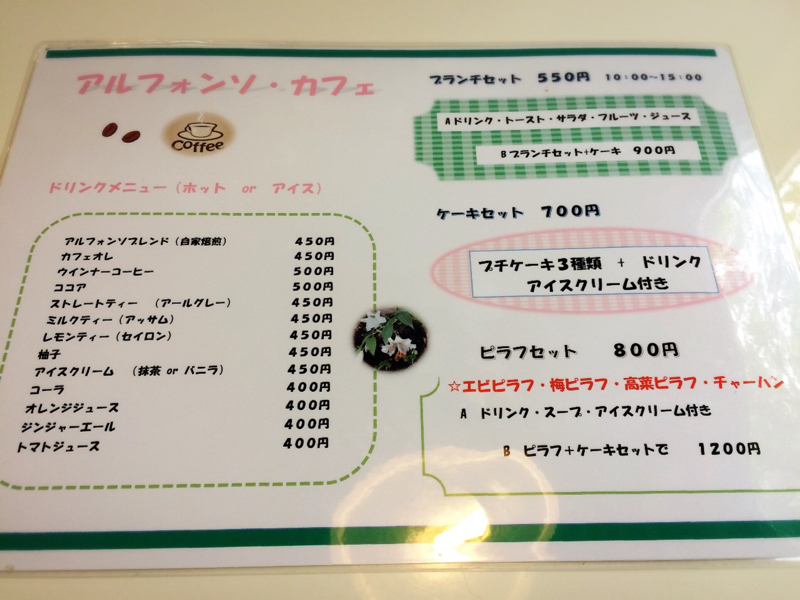 アルフォンソ・カフェ
Coffee
ドリンクメニュー（ホット or アイス）
アルフォンソブレンド（自家焙煎） 450円
カフェオレ 450円
ウインナーコーヒー 500円
ココア 500円
ストレートティー （アールグレー） 450円
ミルクティー（アッサム） 450円
レモンティー（セイロン） 450円
柚子 450円
アイスクリーム （抹茶 or バニラ） 450円
コーラ 400円
オレンジジュース 400円
ジンジャーエール 400円
トマトジュース 400円
ブランチセット 550円 10:00~15:00
Aドリンク・トースト・サラダ・フルーツ・ジュース
Bブランチセット+ケーキ 900円
ケーキセット 700円
プチケーキ3種類 + ドリンク
アイスクリーム付き
ピラフセット 800円
☆エビピラフ・梅ピラフ・高菜ピラフ・チャーハン
A ドリンク・スープ・アイスクリーム付き
B ピラフ+ケーキセットで 1200円